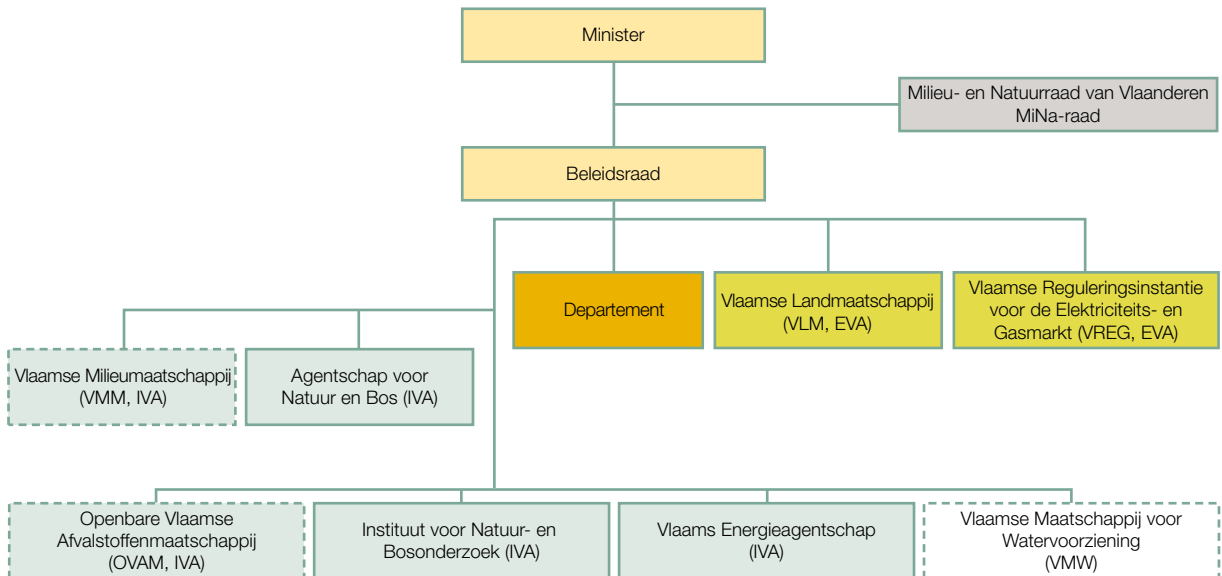 Minister
Milieu- en Natuurraad van Vlaanderen
MiNa-raad
Beleidsraad
Departement
Vlaamse Landmaatschappij
(VLM, EVA)
Vlaamse Reguleringsinstantie
voor de Elektriciteits- en
Gasmarkt (VREG, EVA)
Vlaamse Milieumaatschappij
(VMM, IVA)
Agentschap voor
Natuur en Bos (IVA)
Openbare Vlaamse
Afvalstoffenmaatschappij
(OVAM, IVA)
Instituut voor Natuur- en
Bosonderzoek (IVA)
Vlaams Energieagentschap
(IVA)
Vlaamse Maatschappij voor
Watervoorziening
(VMW)